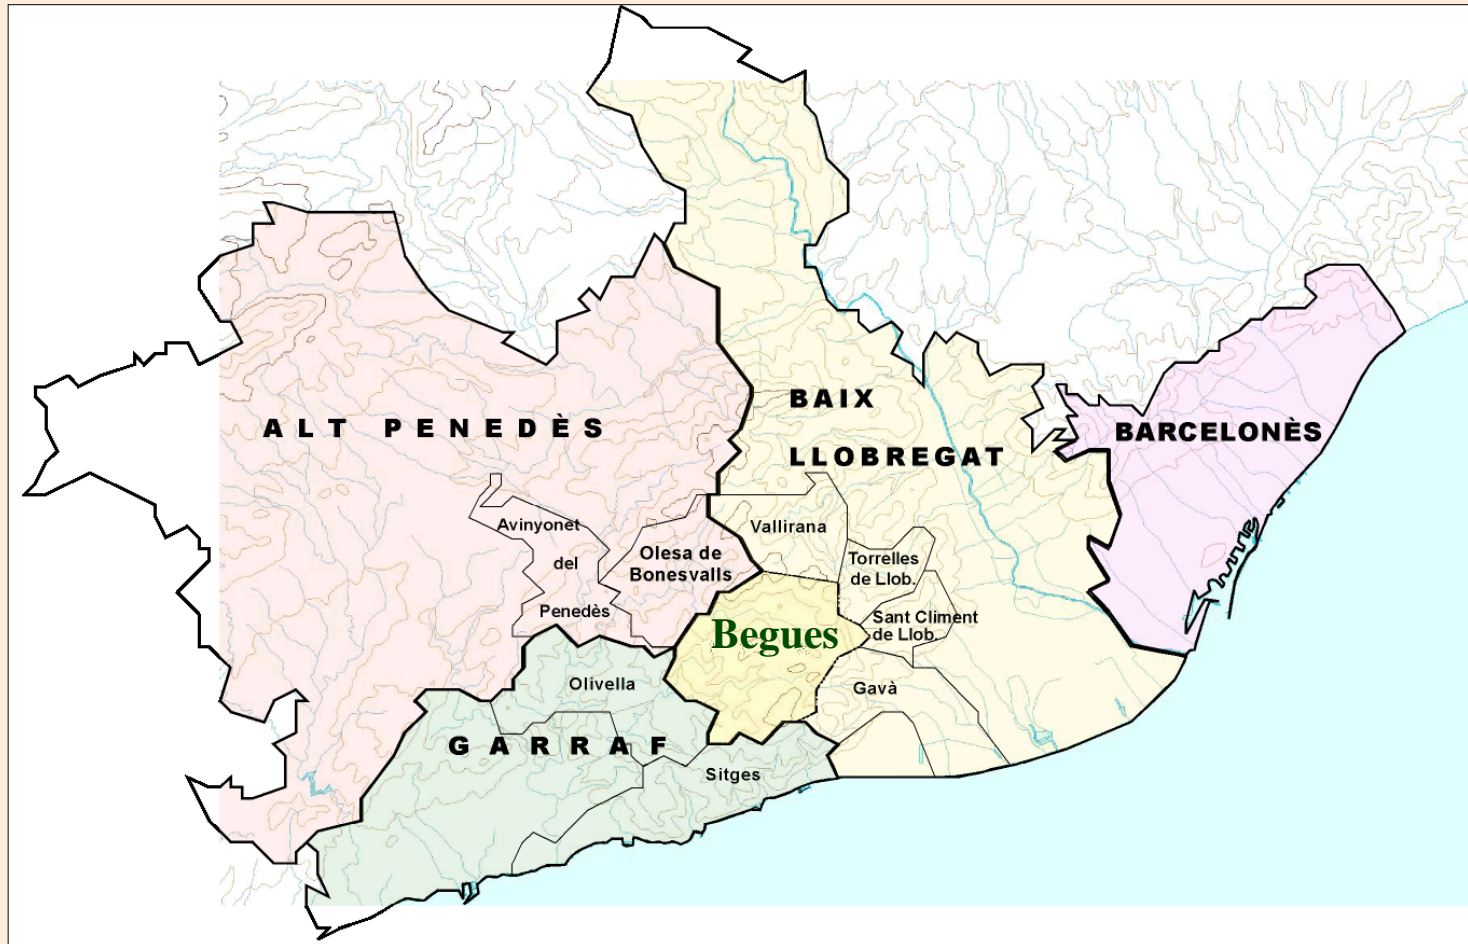 BAIX
ALT PENEDÈS
BARCELONÈS
LLOBREGAT
Avinyonet
del
Penedès
Vallirana
Olesa de
Bonesvalls
Torrelles
de Llob.
Sant Climent
de Llob.
Begues
Olivella
Gavà
GARRAF
Sitges